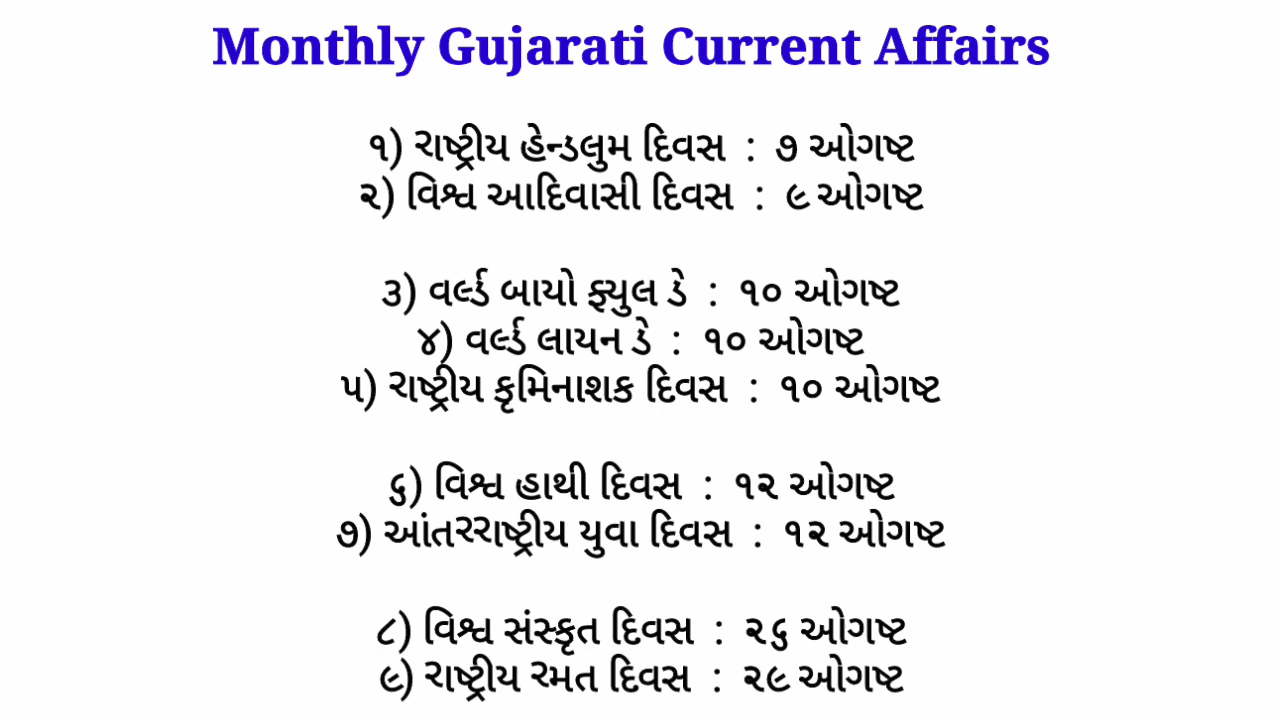 Monthly Gujarati Current Affairs
૧) રાષ્ટ્રીય હેન્ડલુમ દિવસ : ૭ ઓગષ્ટ
૨) વિશ્વ આદિવાસી દિવસ : ૯ ઓગષ્ટ
૩) વર્લ્ડ બાયો ફ્યુલ ડે : ૧૦ ઓગષ્ટ
૪) વર્લ્ડ લાયન ડે : ૧૦ ઓગષ્ટ
૫) રાષ્ટ્રીય કૃમિનાશક દિવસ : ૧૦ ઓગષ્ટ
૬) વિશ્વ હાથી દિવસ : ૧૨ ઓગષ્ટ
૭) આંતરરાષ્ટ્રીય યુવા દિવસ : ૧૨ ઓગષ્ટ
૮) વિશ્વ સંસ્કૃત દિવસ : ૨૬ ઓગષ્ટ
૯) રાષ્ટ્રીય રમત દિવસ : ૨૯ ઓગષ્ટ